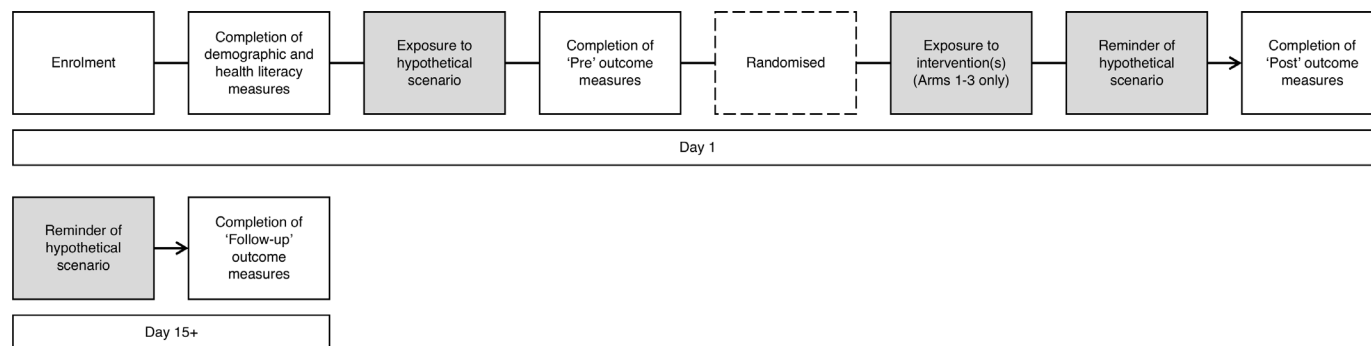 Enrolment
Completion of
demographic and
health literacy
measures
Exposure to
hypothetical
scenario
Completion of
‘Pre’ outcome
measures
Randomised
Exposure to
intervention(s)
(Arms 1-3 only)
Reminder of
hypothetical
scenario
Completion of
‘Post’ outcome
measures
Day 1
Reminder of
hypothetical
scenario
Completion of
‘Follow-up’
outcome
measures
Day 15+